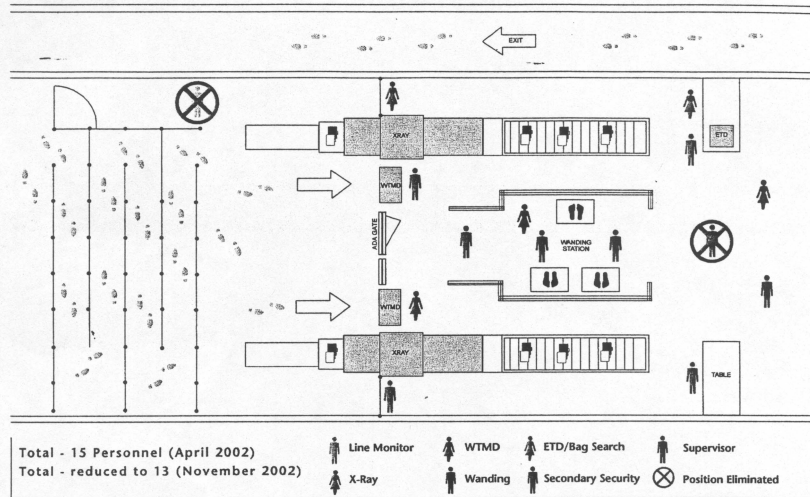 EXIT
XRAY
ETD
WTMD
ADA GATE
WANDING
STATION
WTMD
XRAY
TABLE
Total - 15 Personnel (April 2002)
Total - reduced to 13 (November 2002)
Line Monitor
WTMD
ETD/Bag Search
Supervisor
X-Ray
Wanding
Secondary Security
Position Eliminated